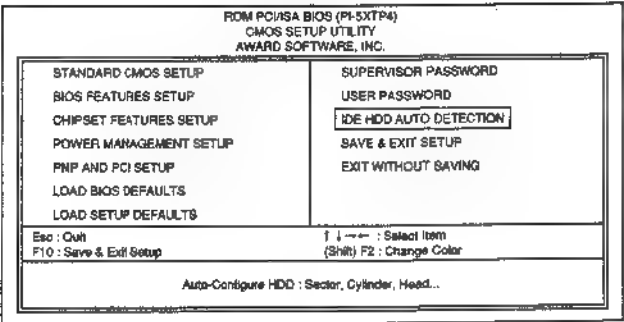 ROM PCI/ISA BIOS (PI-5XTP4)
CMOS SETUP UTILITY
AWARD SOFTWARE, INC.
STANDARD CMOS SETUP
BIOS FEATURES SETUP
CHIPSET FEATURES SETUP
POWER MANAGEMENT SETUP
PNP AND PCI SETUP
LOAD BIOS DEFAULTS
LOAD SETUP DEFAULTS
SUPERVISOR PASSWORD
USER PASSWORD
IDE HDD AUTO DETECTION
SAVE & EXIT SETUP
EXIT WITHOUT SAVING
Esc : Quit
F10 : Save & Exit Setup
↑ ↓ → ← : Select Item
(Shift) F2 : Change Color
Auto-Configure HDD : Sector, Cylinder, Head...